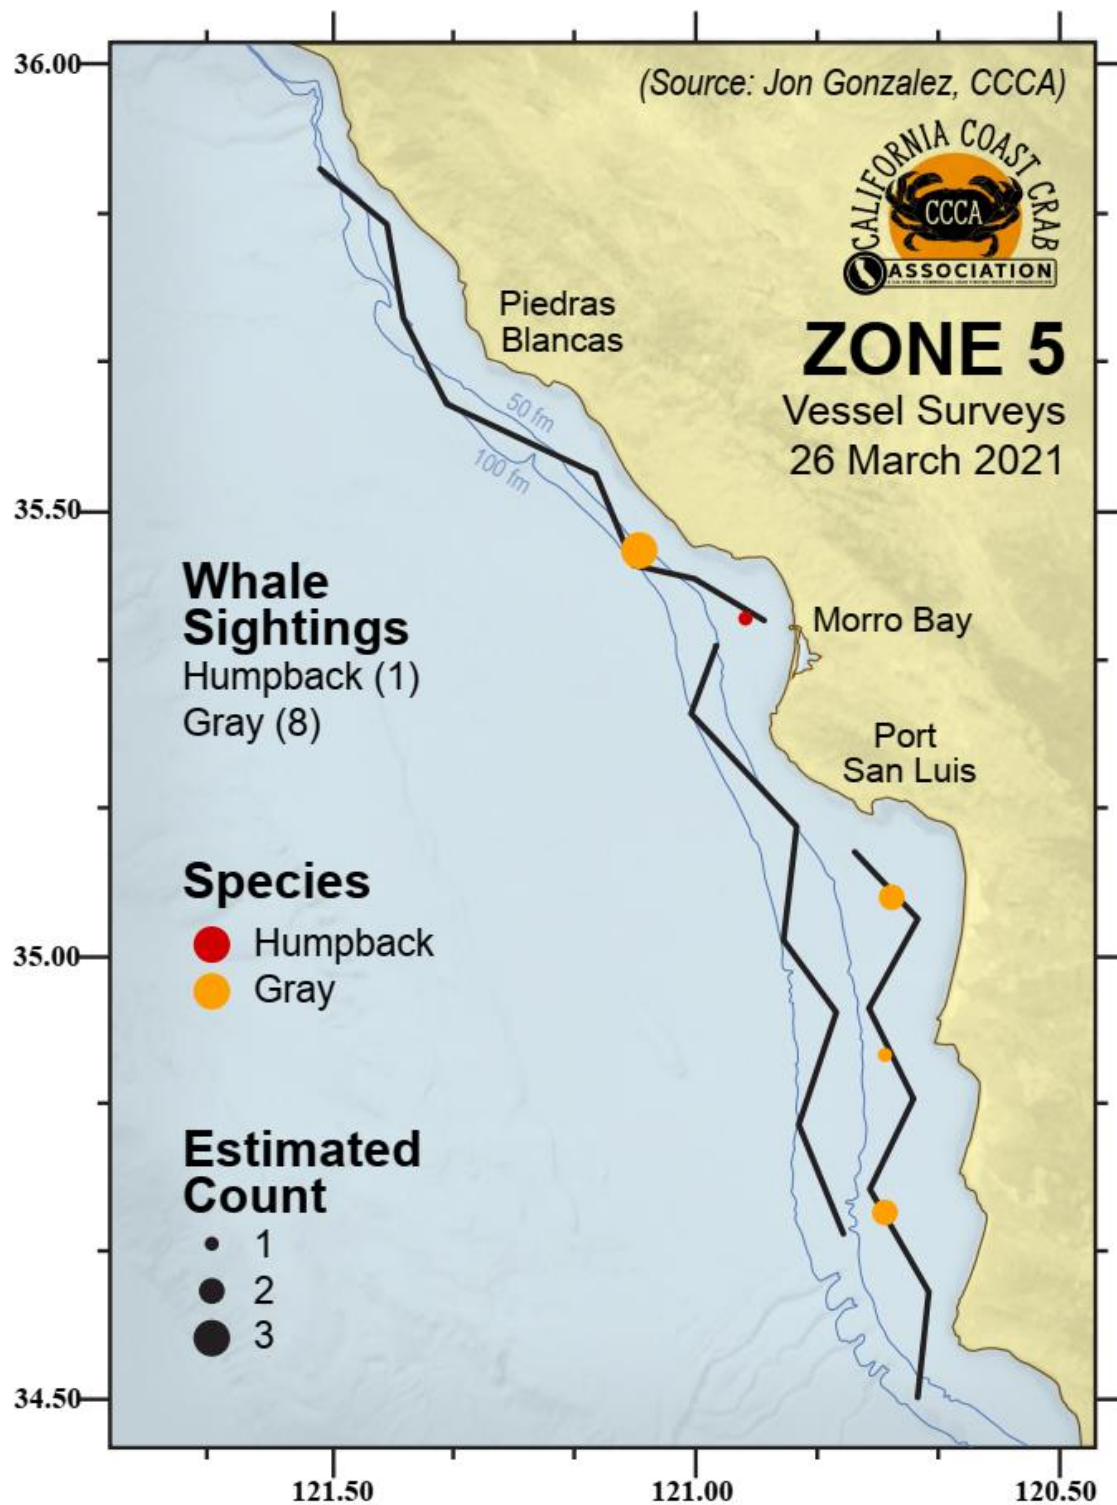 36.00
(Source: Jon Gonzalez, CCCA)
CALIFORNIA COAST CRAB
CCCA
ASSOCIATION
Piedras
Blancas
ZONE 5
Vessel Surveys
26 March 2021
50 fm
100 fm
35.50
Whale
Sightings
Humpback (1)
Gray (8)
Morro Bay
Port
San Luis
Species
Humpback
Gray
35.00
Estimated
Count
1
2
3
34.50
121.50
121.00
120.50